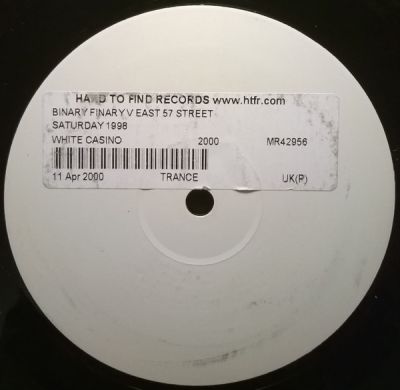 HARD TO FIND RECORDS www.htfr.com
BINARY FINARY V EAST 57 STREET
SATURDAY 1998
WHITE CASINO 2000 MR42956
11 Apr 2000 TRANCE UK(P)